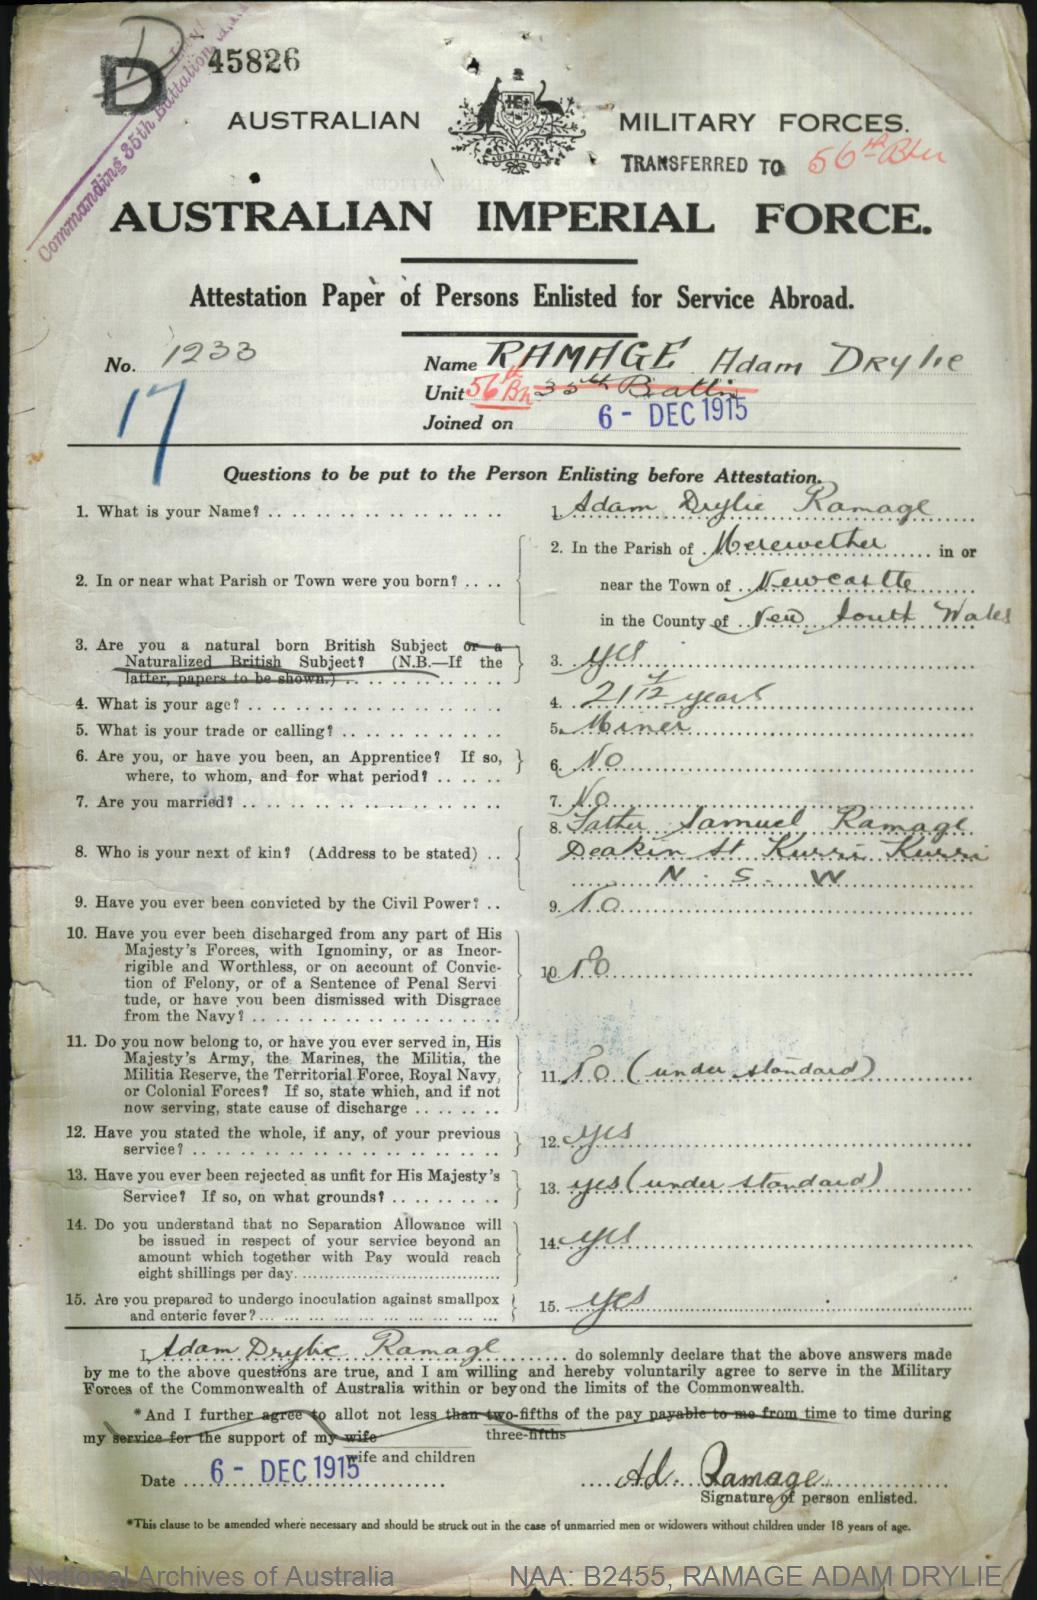 D 45826
Commanding 35th Battalion, A.I.F.
AUSTRALIAN MILITARY FORCES.
AUSTRALIA
TRANSFERRED TO 56th Btn
AUSTRALIAN IMPERIAL FORCE.
Attestation Paper of Persons Enlisted for Service Abroad.
No. 1233 Name RAMAGE Adam DRYlie
17 Unit 56th Bn 35th Battn
Joined on 6 - DEC 1915
Questions to be put to the Person Enlisting before Attestation.
1. What is your Name? 1. Adam Drylie Ramage
2. In the Parish of Merewether in or
2. In or near what Parish or Town were you born? near the Town of Newcastle
in the County of New South Wales
3. Are you a natural born British Subject or a
Naturalized British Subject? (N.B.—If the 3. yes
latter, papers to be shown.)
4. What is your age? 4. 21 7/12 years
5. What is your trade or calling? 5. Miner
6. Are you, or have you been, an Apprentice? If so,
where, to whom, and for what period? 6. No
7. Are you married? 7. No
8. Father Samuel Ramage
8. Who is your next of kin? (Address to be stated) Deakin St Kurri Kurri
N. S. W
9. Have you ever been convicted by the Civil Power? 9. No
10. Have you ever been discharged from any part of His
Majesty's Forces, with Ignominy, or as Incor-
rigible and Worthless, or on account of Convic-
tion of Felony, or of a Sentence of Penal Servi
tude, or have you been dismissed with Disgrace
from the Navy? 10. No
11. Do you now belong to, or have you ever served in, His
Majesty's Army, the Marines, the Militia, the
Militia Reserve, the Territorial Force, Royal Navy,
or Colonial Forces? If so, state which, and if not
now serving, state cause of discharge 11. No (under standard)
12. Have you stated the whole, if any, of your previous
service? 12. yes
13. Have you ever been rejected as unfit for His Majesty's
Service? If so, on what grounds? 13. yes (under standard)
14. Do you understand that no Separation Allowance will
be issued in respect of your service beyond an
amount which together with Pay would reach
eight shillings per day. 14. yes
15. Are you prepared to undergo inoculation against smallpox
and enteric fever? 15. yes
I, Adam Drylie Ramage do solemnly declare that the above answers made
by me to the above questions are true, and I am willing and hereby voluntarily agree to serve in the Military
Forces of the Commonwealth of Australia within or beyond the limits of the Commonwealth.
*And I further agree to allot not less than two-fifths of the pay payable to me from time to time during
three-fifths
my service for the support of my wife
wife and children
Date 6 - DEC 1915 Ad. Ramage
Signature of person enlisted.
*This clause to be amended where necessary and should be struck out in the case of unmarried men or widowers without children under 18 years of age.
National Archives of Australia NAA: B2455, RAMAGE ADAM DRYLIE